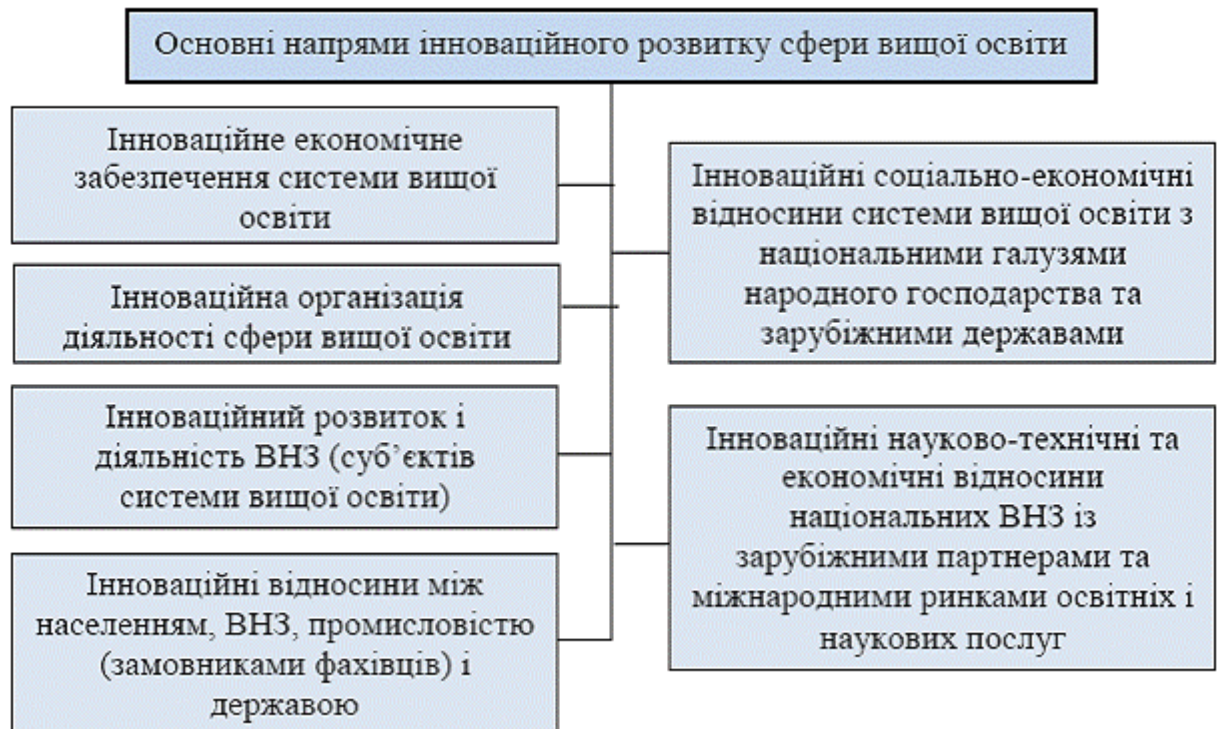 Основні напрями інноваційного розвитку сфери вищої освіти
Інноваційне економічне
забезпечення системи вищої
освіти
Інноваційна організація
діяльності сфери вищої освіти
Інноваційний розвиток і
діяльність ВНЗ (суб’єктів
системи вищої освіти)
Інноваційні відносини між
населенням, ВНЗ, промисловістю
(замовниками фахівців) і
державою
Інноваційні соціально-економічні
відносини системи вищої освіти з
національними галузями
народного господарства та
зарубіжними державами
Інноваційні науково-технічні та
економічні відносини
національних ВНЗ із
зарубіжними партнерами та
міжнародними ринками освітніх і
наукових послуг